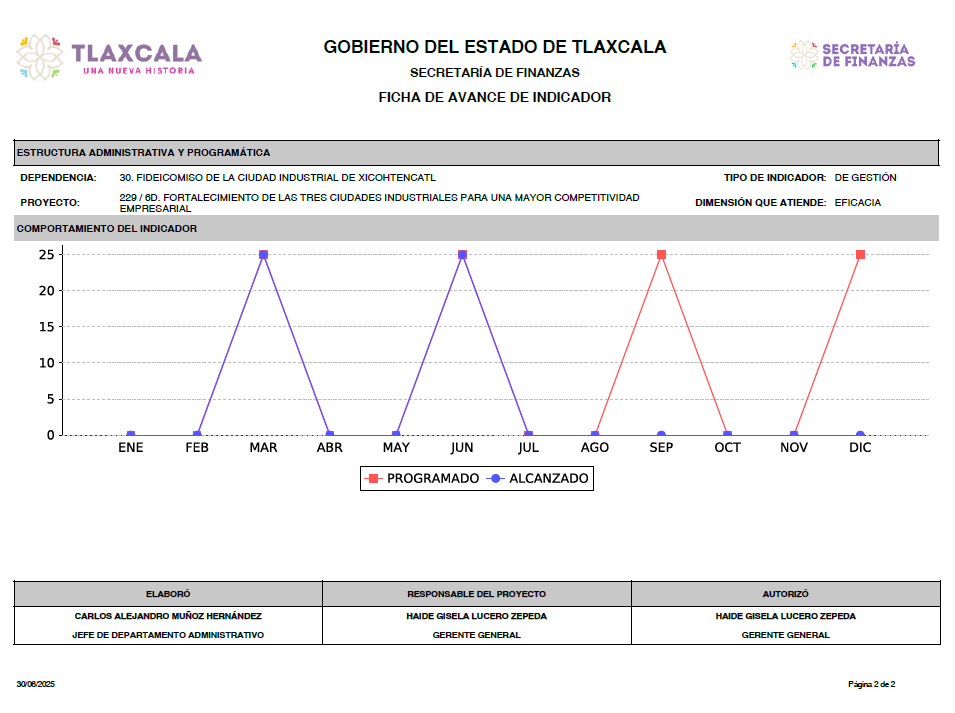 TLAXCALA
UNA NUEVA HISTORIA
GOBIERNO DEL ESTADO DE TLAXCALA
SECRETARÍA DE FINANZAS
FICHA DE AVANCE DE INDICADOR
SECRETARÍA
DE FINANZAS
ESTRUCTURA ADMINISTRATIVA Y PROGRAMÁTICA
DEPENDENCIA: 30. FIDEICOMISO DE LA CIUDAD INDUSTRIAL DE XICOHTENCATL TIPO DE INDICADOR: DE GESTIÓN
PROYECTO: 229 / 6D. FORTALECIMIENTO DE LAS TRES CIUDADES INDUSTRIALES PARA UNA MAYOR COMPETITIVIDAD
EMPRESARIAL DIMENSIÓN QUE ATIENDE: EFICACIA
COMPORTAMIENTO DEL INDICADOR
25
20
15
10
5
0
ENE FEB MAR ABR MAY JUN JUL AGO SEP OCT NOV DIC
PROGRAMADO ALCANZADO
ELABORÓ RESPONSABLE DEL PROYECTO AUTORIZÓ
CARLOS ALEJANDRO MUÑOZ HERNÁNDEZ HAIDE GISELA LUCERO ZEPEDA HAIDE GISELA LUCERO ZEPEDA
JEFE DE DEPARTAMENTO ADMINISTRATIVO GERENTE GENERAL GERENTE GENERAL
30/06/2025 Página 2 de 2